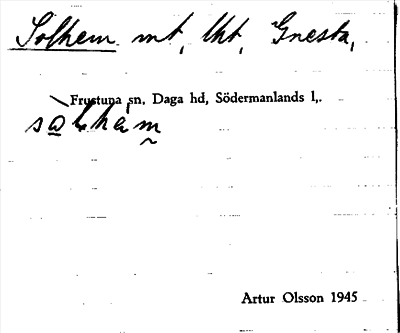 Solhem mt, lht, Gnesta,
Frustuna sn, Daga hd, Södermanlands l,.
Artur Olsson 1945